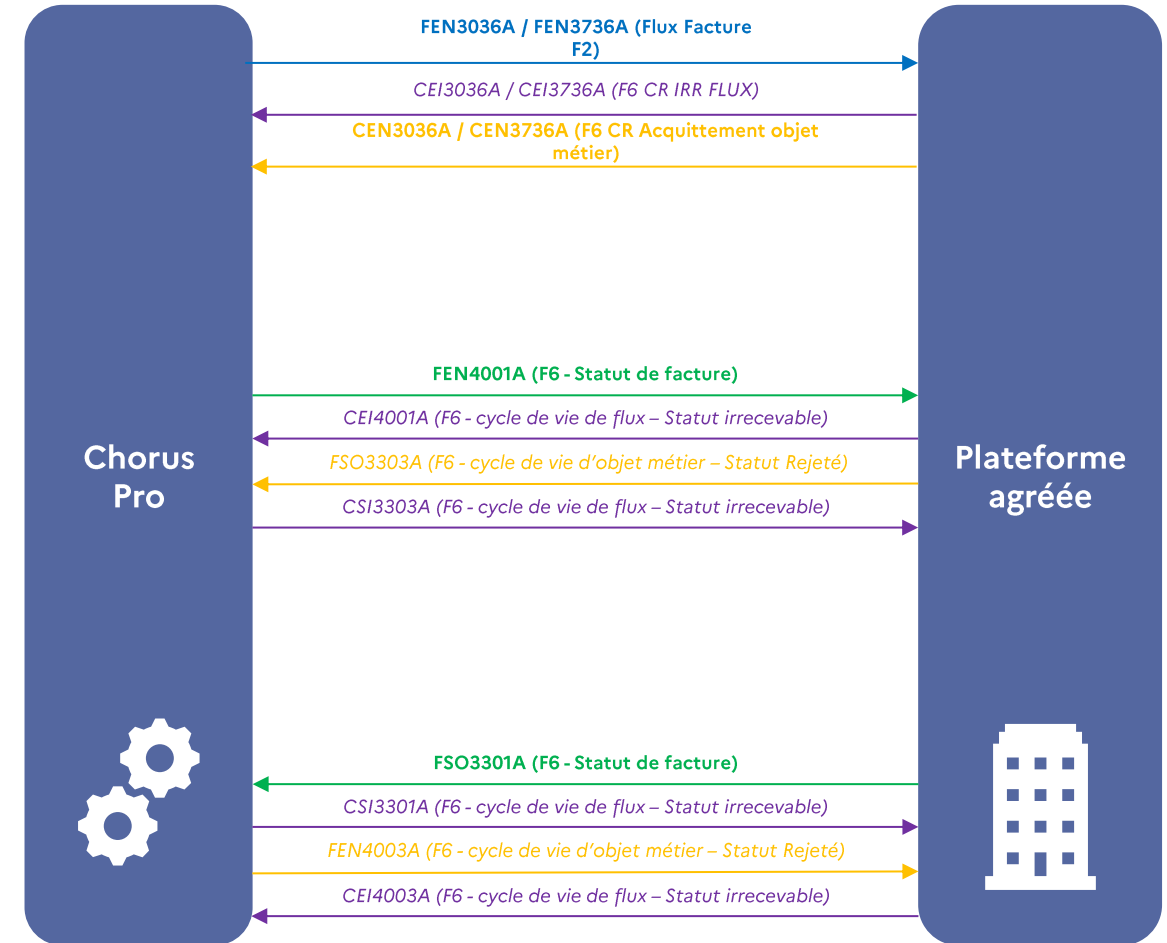 FEN3036A / FEN3736A (Flux Facture
F2)
CEI3036A / CEI3736A (F6 CR IRR FLUX)
CEN3036A / CEN3736A (F6 CR Acquittement objet
métier)
FEN4001A (F6 - Statut de facture)
CEI4001A (F6 - cycle de vie de flux – Statut irrecevable)
FSO3303A (F6 - cycle de vie d’objet métier – Statut Rejeté)
CSI3303A (F6 - cycle de vie de flux – Statut irrecevable)
Chorus
Pro
Plateforme
agréée
FSO3301A (F6 - Statut de facture)
CSI3301A (F6 - cycle de vie de flux – Statut irrecevable)
FEN4003A (F6 - cycle de vie d’objet métier – Statut Rejeté)
CEI4003A (F6 - cycle de vie de flux – Statut irrecevable)